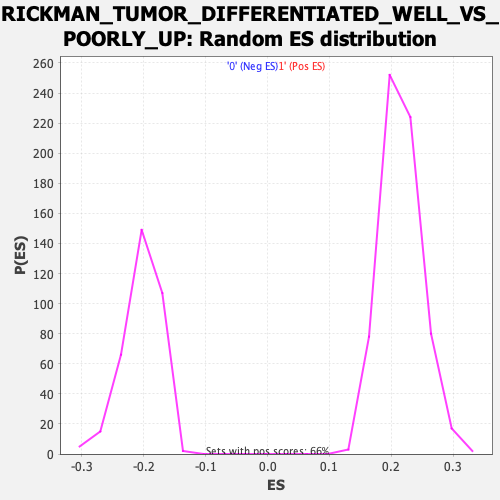 RICKMAN_TUMOR_DIFFERENTIATED_WELL_VS_
POORLY_UP: Random ES distribution
'0' (Neg ES)1' (Pos ES)
260
240
220
200
180
160
140
120
100
80
60
40
20
0
P(ES)
Sets with pos scores: 66%
-0.3 -0.2 -0.1 0.0 0.1 0.2 0.3
ES